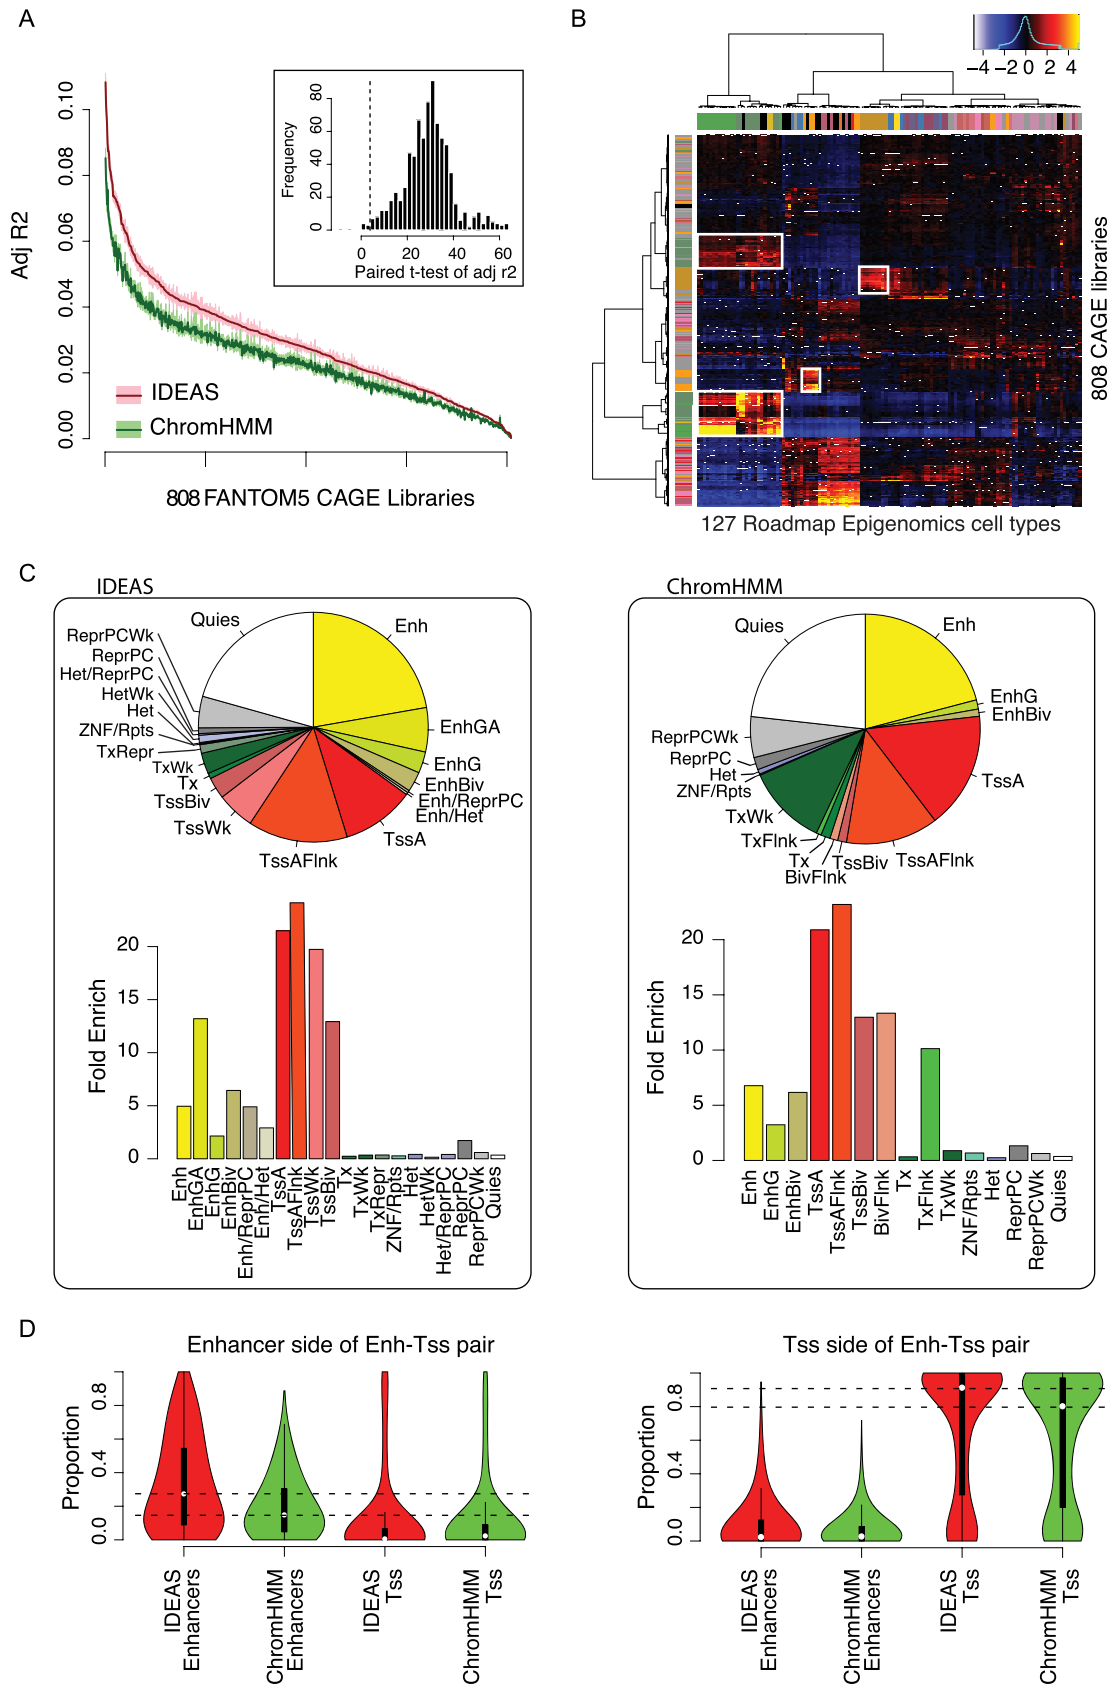 A
Adj R2
0.00
0.02
0.04
0.06
0.08
0.10
IDEAS
ChromHMM
808 FANTOM5 CAGE Libraries
Frequency
0
20
40
60
80
0
20
40
60
Paired t-test of adj r2
B
−4 −2 0 2 4
808 CAGE libraries
127 Roadmap Epigenomics cell types
C
IDEAS
Quies
Enh
ReprPCWk
ReprPC
Het/ReprPC
HetWk
Het
ZNF/Rpts
TxRepr
TxWk
Tx
TssBiv
TssWk
TssAFlnk
TssA
Enh/Het
Enh/ReprPC
EnhBiv
EnhG
EnhGA
Fold Enrich
0
5
10
15
20
Enh
EnhGA
EnhG
EnhBiv
Enh/ReprPC
Enh/Het
TssA
TssAFlnk
TssWk
TssBiv
Tx
TxWk
TxRepr
ZNF/Rpts
Het
HetWk
Het/ReprPC
ReprPC
ReprPCWk
Quies
ChromHMM
Quies
Enh
EnhG
EnhBiv
TssA
TssAFlnk
TssBiv
BivFlnk
Tx
TxFlnk
TxWk
ZNF/Rpts
Het
ReprPC
ReprPCWk
Fold Enrich
0
5
10
15
20
Enh
EnhG
EnhBiv
TssA
TssAFlnk
TssBiv
BivFlnk
Tx
TxFlnk
TxWk
ZNF/Rpts
Het
ReprPC
ReprPCWk
Quies
D
Enhancer side of Enh-Tss pair
Proportion
0.0
0.4
0.8
IDEAS
Enhancers
ChromHMM
Enhancers
IDEAS
Tss
ChromHMM
Tss
Tss side of Enh-Tss pair
Proportion
0.0
0.4
0.8
IDEAS
Enhancers
ChromHMM
Enhancers
IDEAS
Tss
ChromHMM
Tss